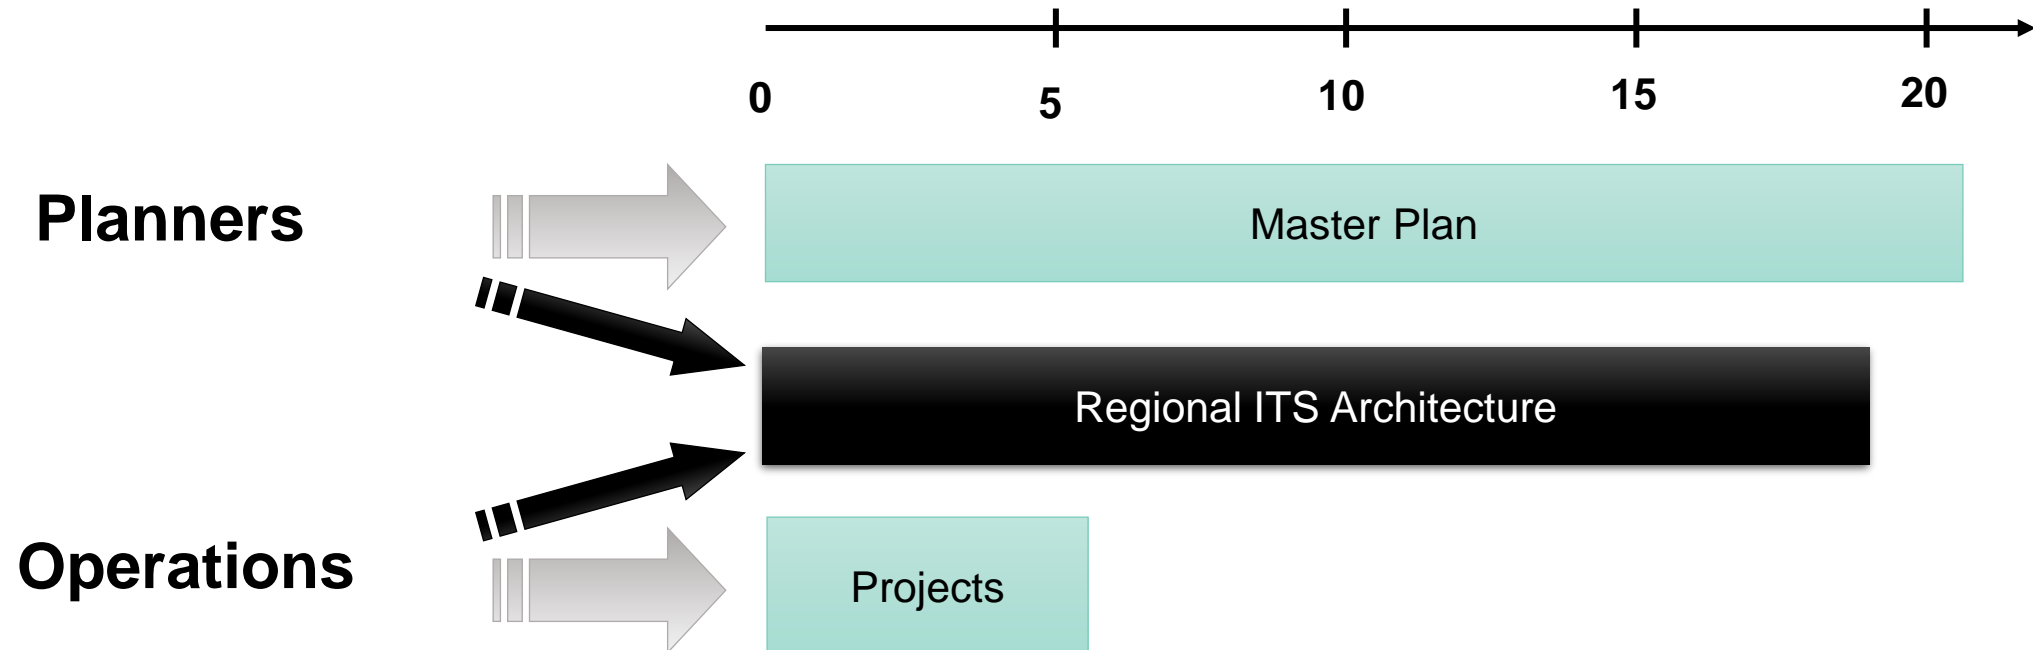 0 5 10 15 20
Planners
Master Plan
Regional ITS Architecture
Operations
Projects